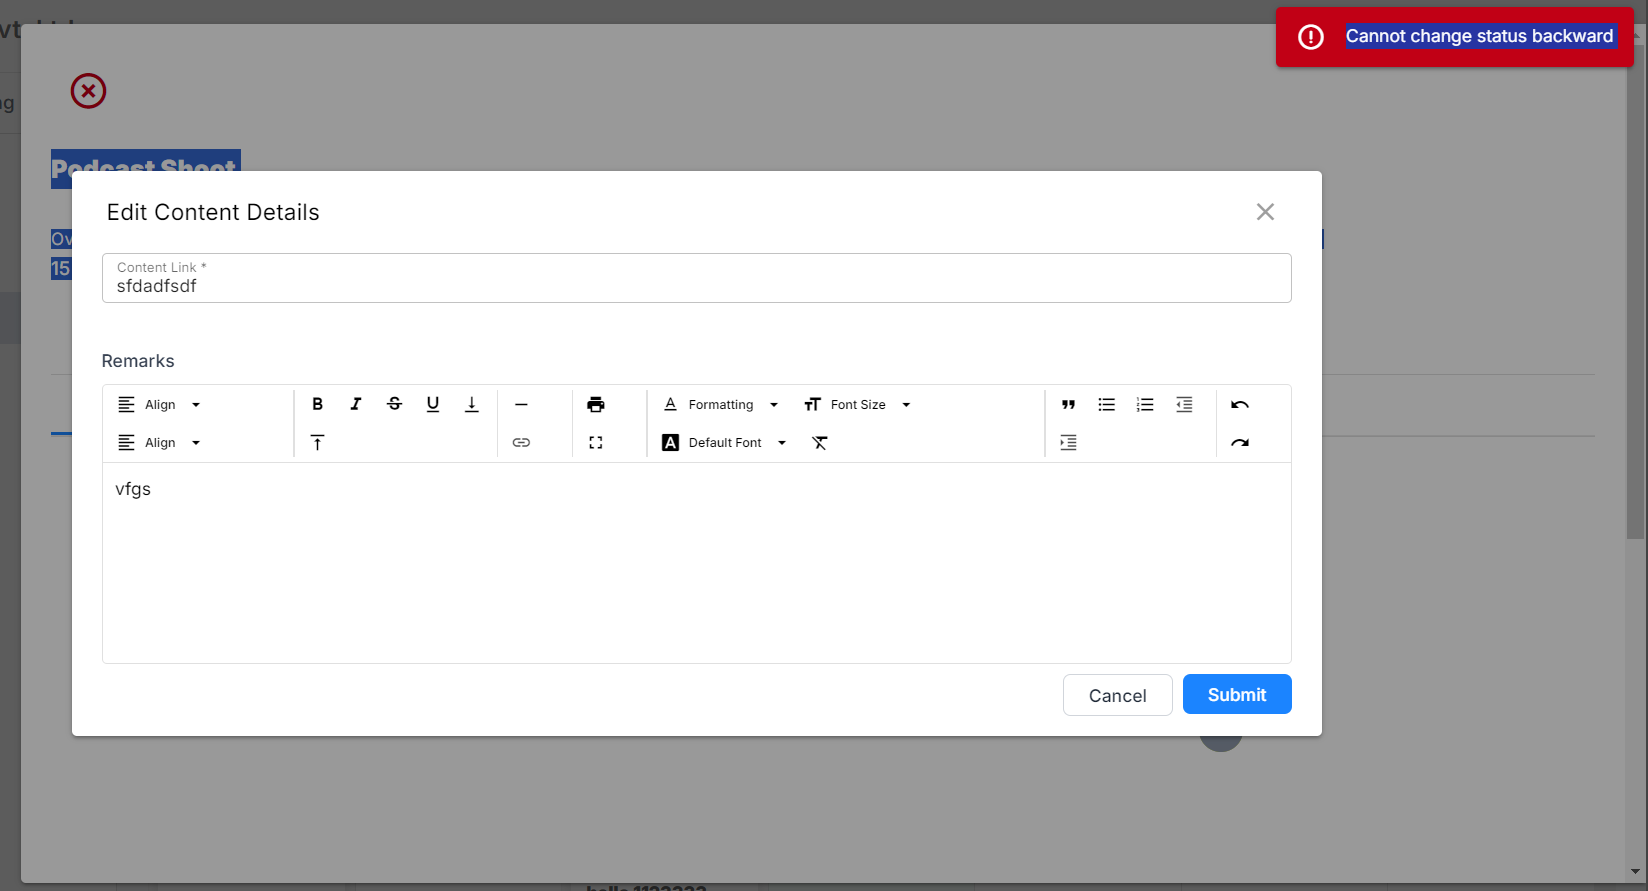 Cannot change status backward
Podcast Shoot
Edit Content Details
Content Link *
sfdadfsdf
15
Remarks
Align
B I S U
Formatting
Font Size
Align
A Default Font
vfgs
Cancel
Submit